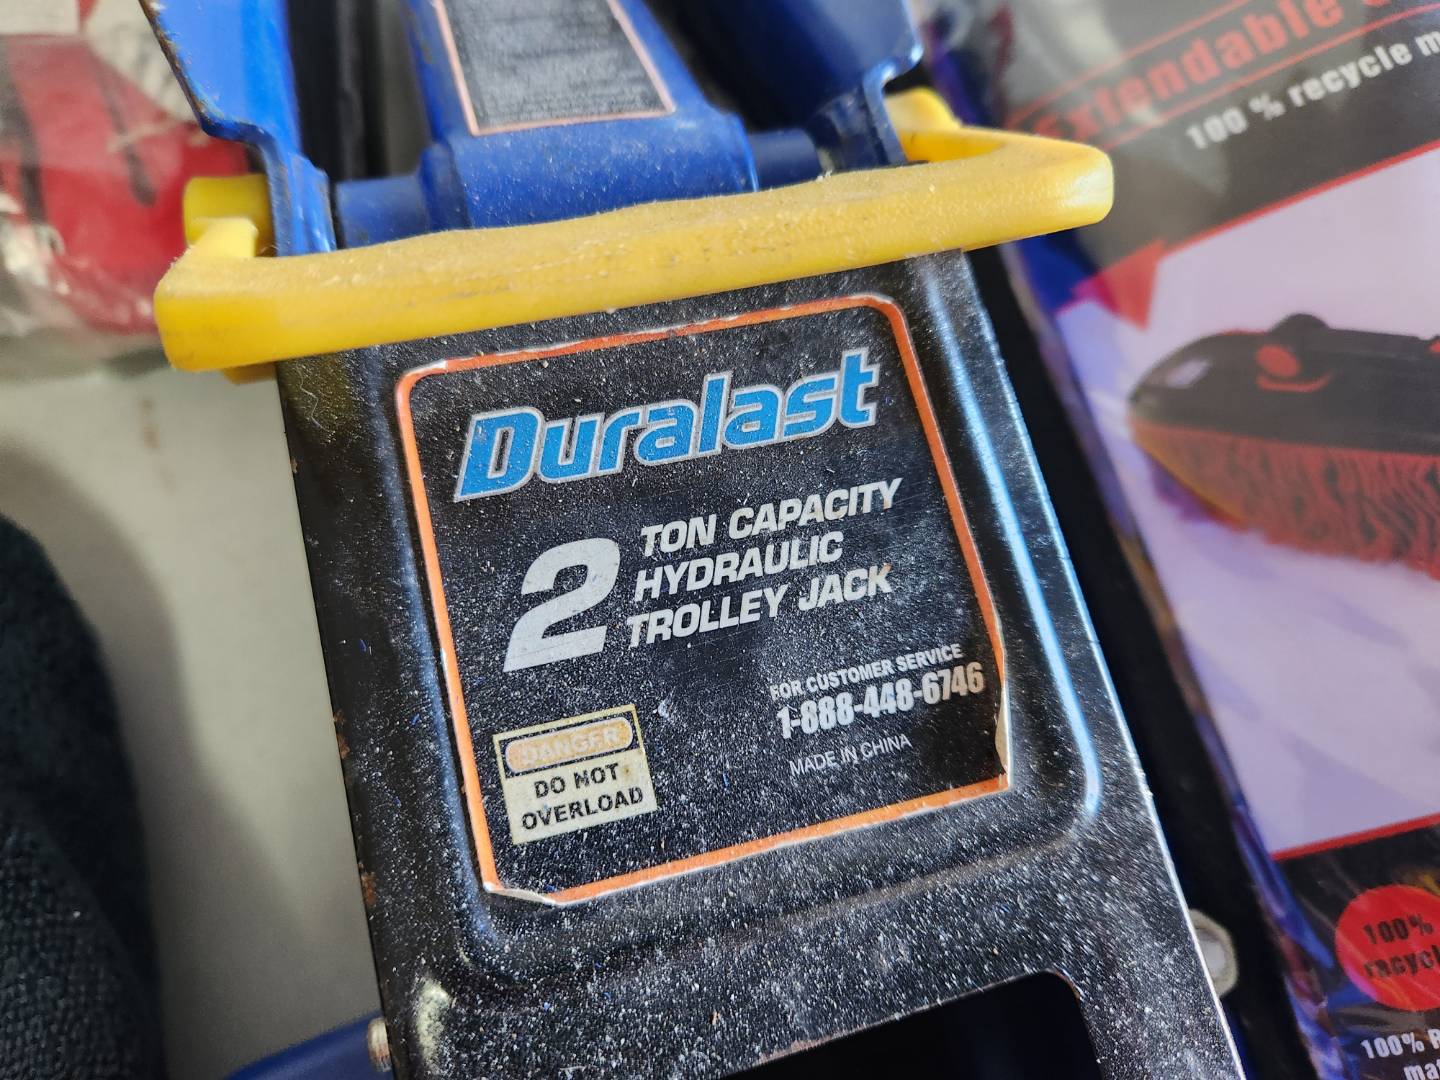 Duralast
2
TON CAPACITY
HYDRAULIC
TROLLEY JACK
FOR CUSTOMER SERVICE
1-888-448-6746
MADE IN CHINA
DANGER
DO NOT
OVERLOAD
Extendable
100 % recycle
100%
100%